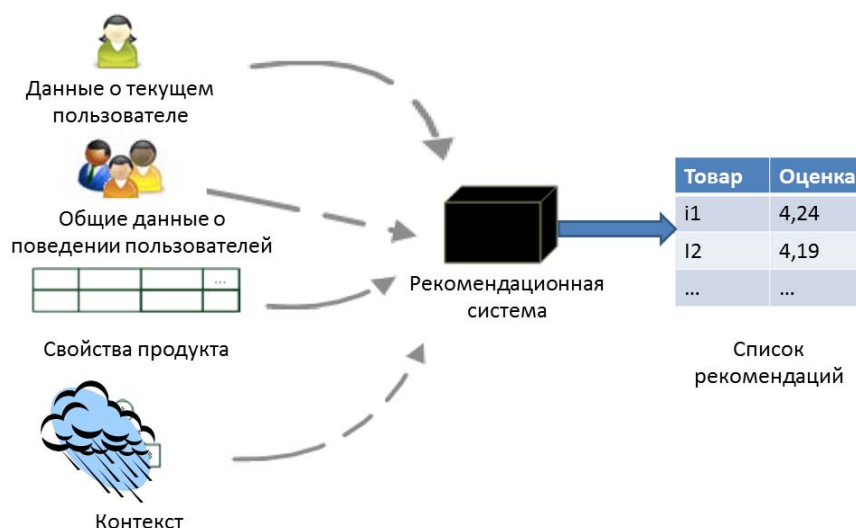 Данные о текущем
пользователе
Общие данные о
поведении пользователей
...
Свойства продукта
Контекст
Рекомендационная
система
Товар Оценка
i1 4,24
I2 4,19
... ...
Список
рекомендаций